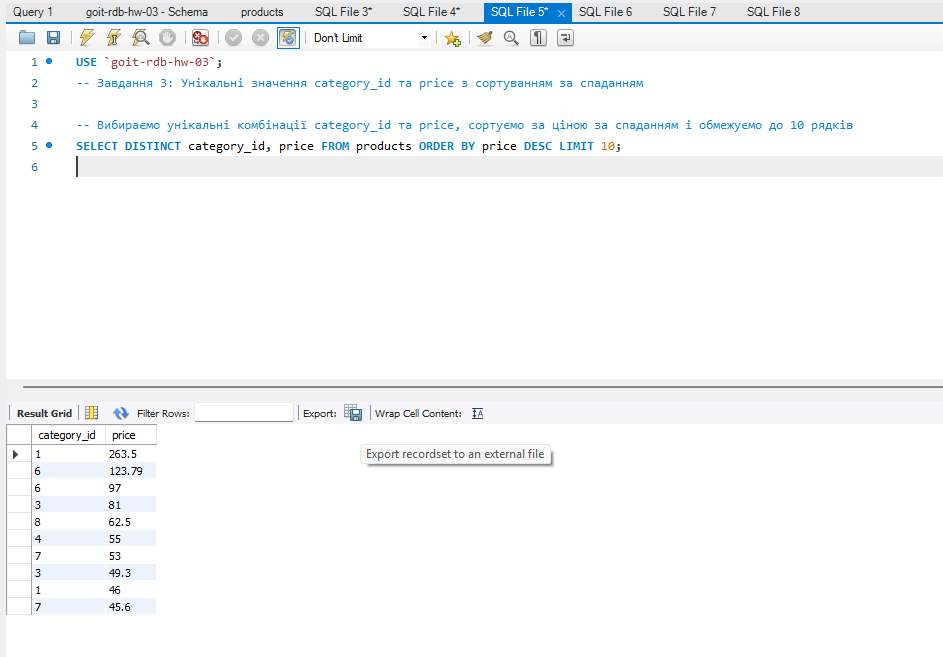 Query 1 goit-rdb-hw-03 - Schema products SQL File 3* SQL File 4* SQL File 5* SQL File 6 SQL File 7 SQL File 8
Don't Limit
1 USE `goit-rdb-hw-03`;
2 -- Завдання 3: Унікальні значення category_id та price з сортуванням за спаданням
3
4 -- Вибираємо унікальні комбінації category_id та price, сортуємо за ціною за спаданням і обмежуємо до 10 рядків
5 SELECT DISTINCT category_id, price FROM products ORDER BY price DESC LIMIT 10;
6
Result Grid Filter Rows: Export: Wrap Cell Content:
category_id price
1 263.5
Export recordset to an external file
6 123.79
6 97
3 81
8 62.5
4 55
7 53
3 49.3
1 46
7 45.6